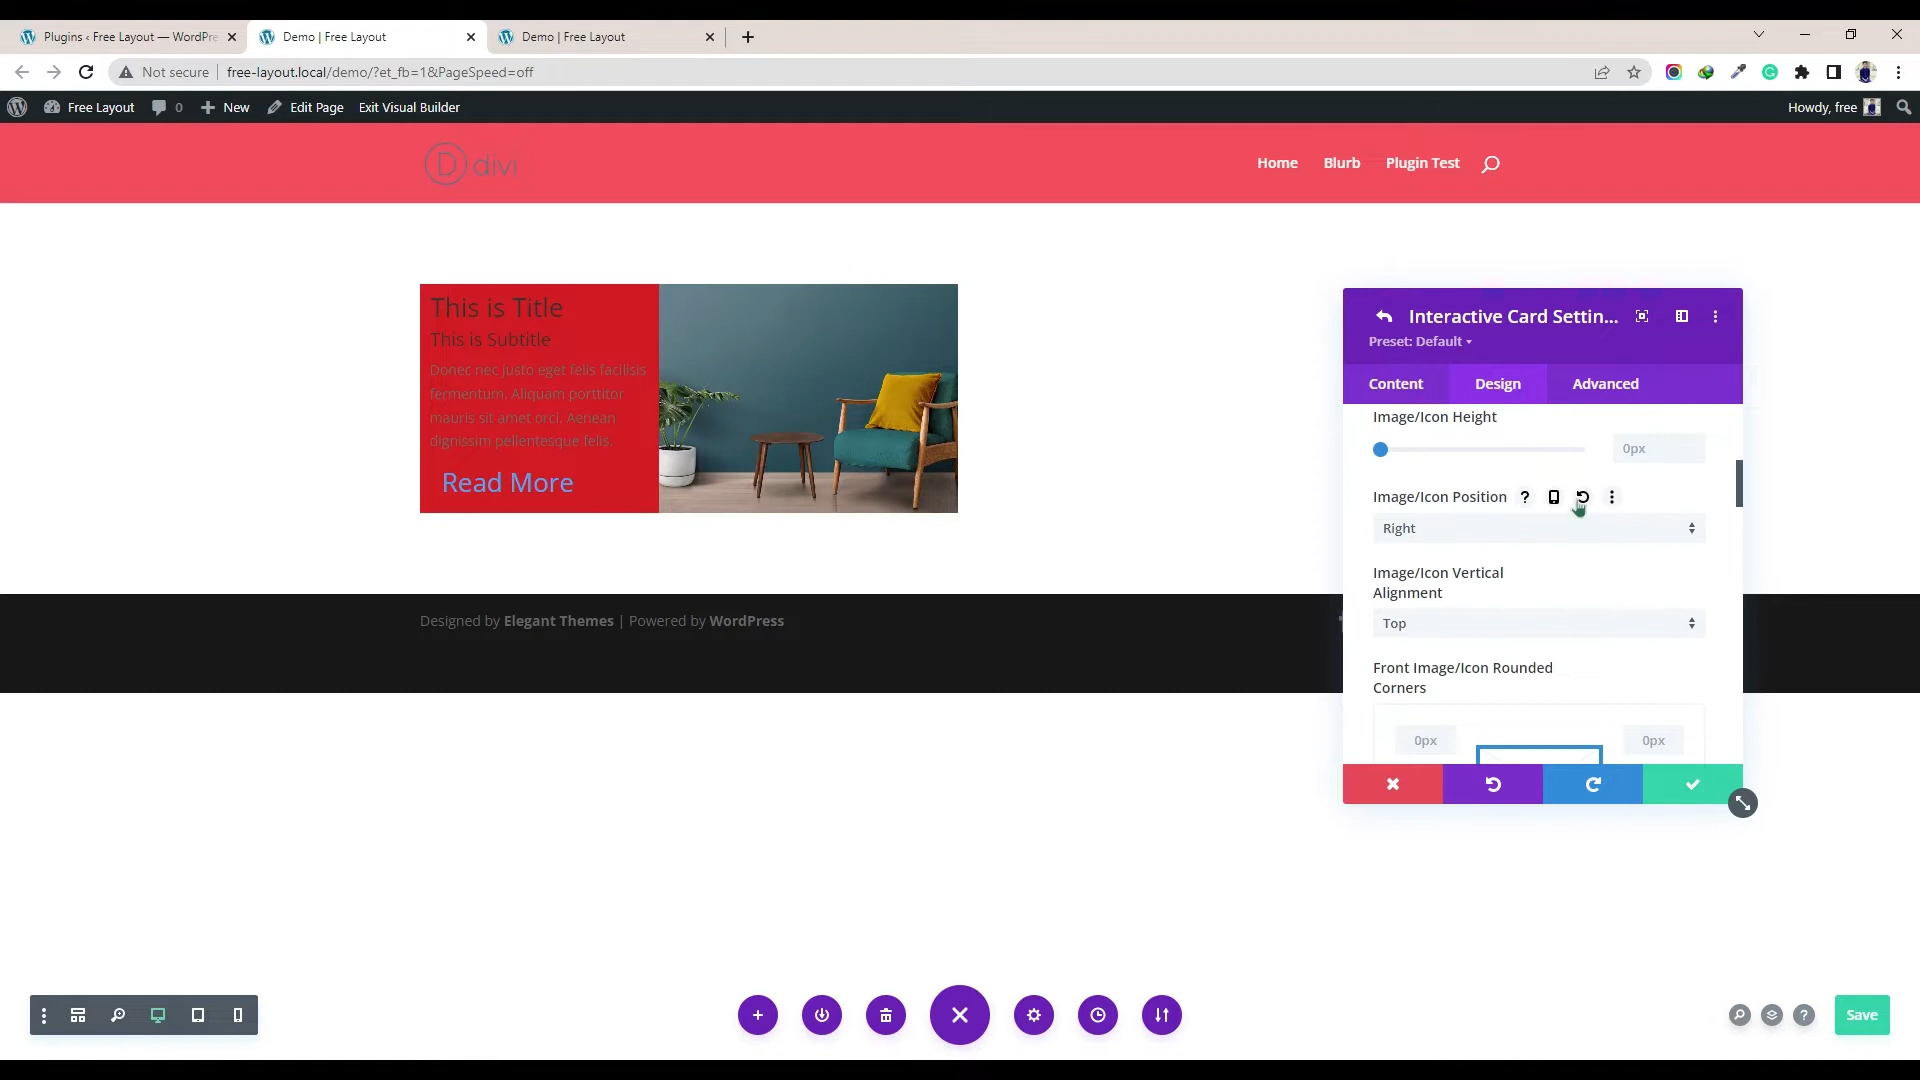 Plugins ‹ Free Layout — WordPre
Demo | Free Layout
Demo | Free Layout
Not secure
free-layout.local/demo/?et_fb=1&PageSpeed=off
Free Layout
0
New
Edit Page
Exit Visual Builder
Howdy, free
D divi
Home
Blurb
Plugin Test
This is Title
This is Subtitle
Donec nec justo eget felis facilisis
fermentum. Aliquam porttitor
mauris sit amet orci. Aenean
dignissim pellentesque felis.
Read More
Designed by Elegant Themes | Powered by WordPress
Interactive Card Settin...
Preset: Default
Content
Design
Advanced
Image/Icon Height
0px
Image/Icon Position ?
Right
Image/Icon Vertical
Alignment
Top
Front Image/Icon Rounded
Corners
0px
0px
?
Save